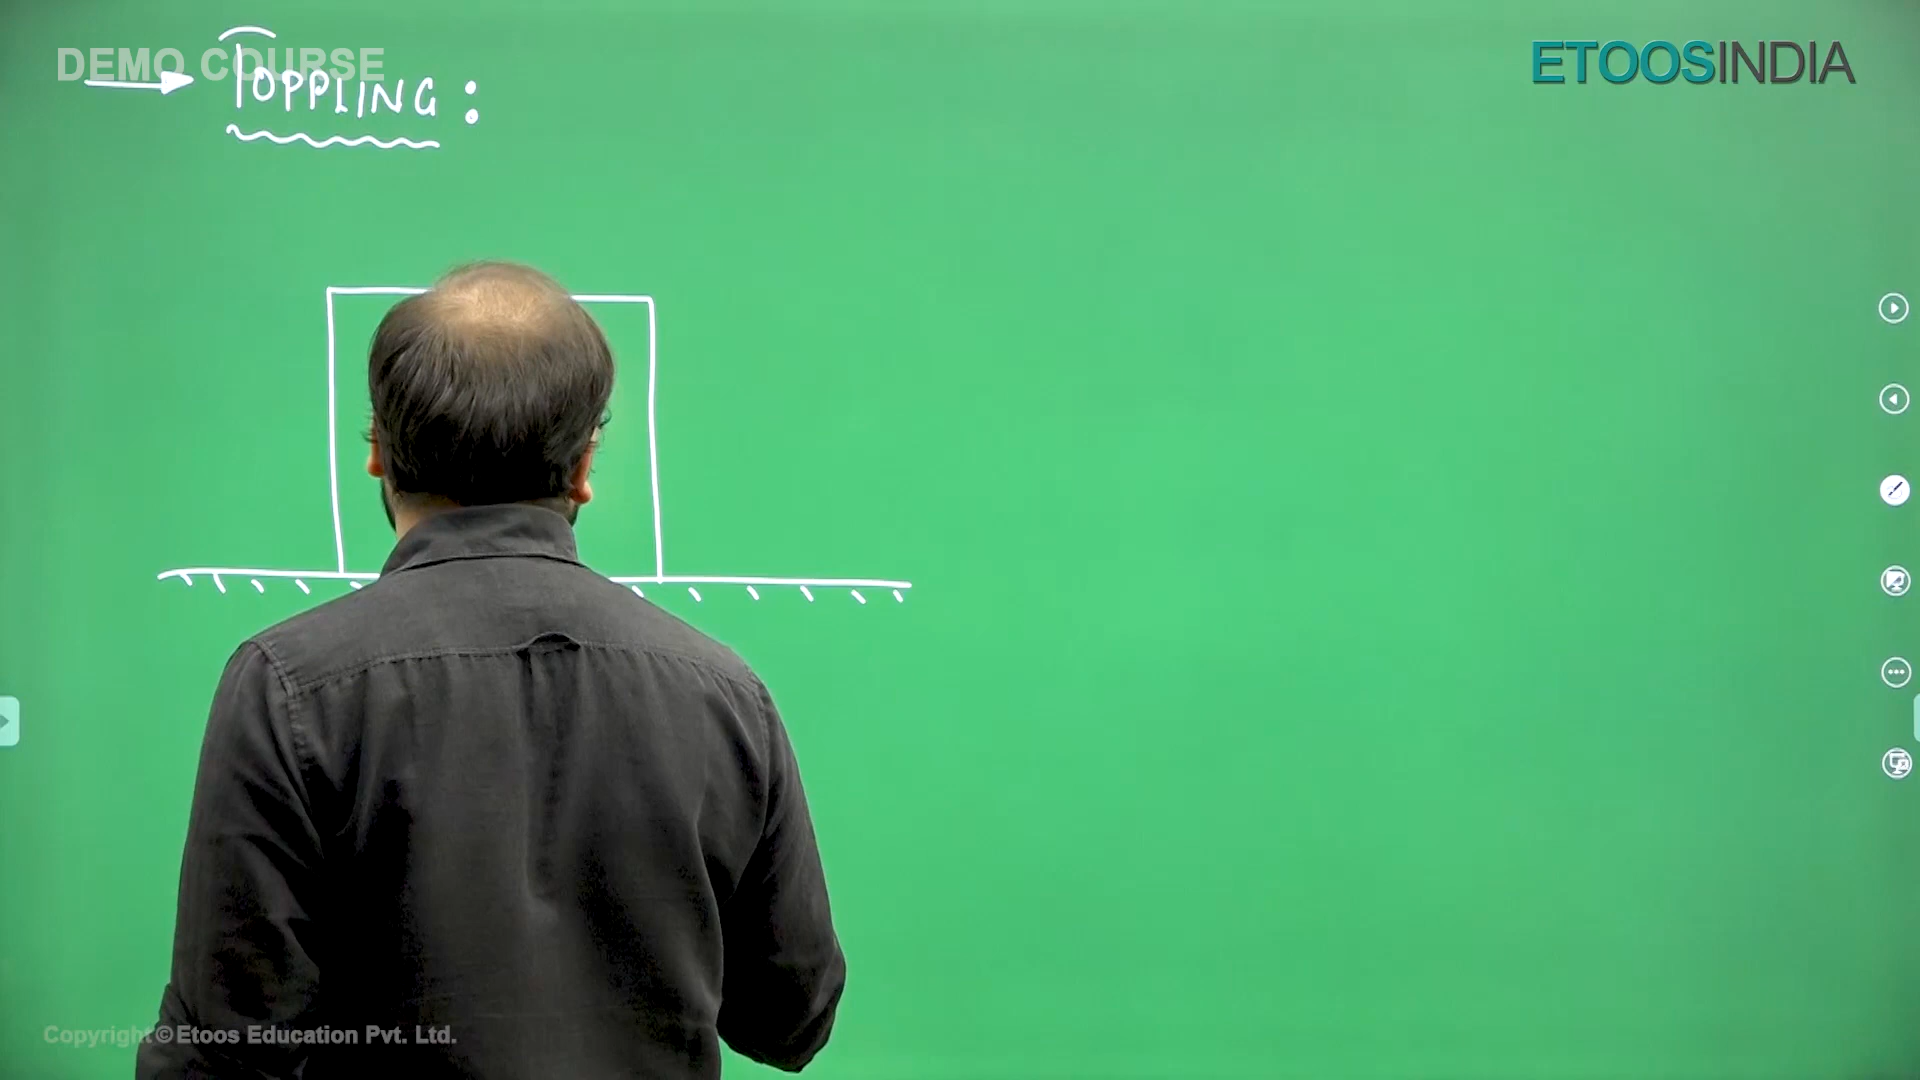 DEMO COURSE
ETOOSINDIA
TOPPLING :
Copyright © Etoos Education Pvt. Ltd.